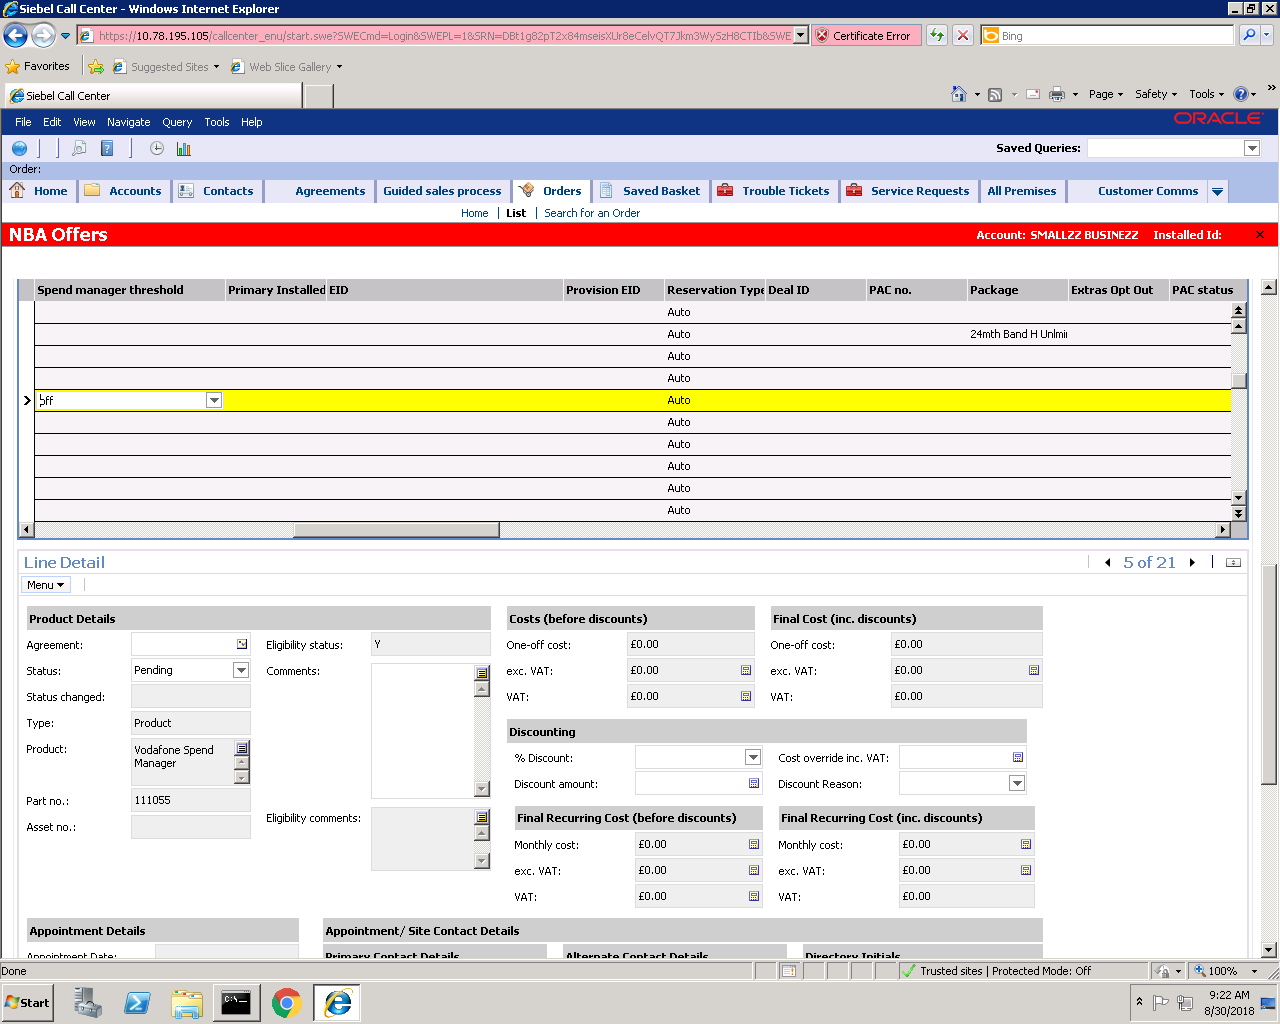 Siebel Call Center - Windows Internet Explorer
https://10.78.195.105/callcenter_enu/start.swe?SWECmd=Login&SWEPL=1&SRN=
Certificate Error
Bing
Favorites
Suggested Sites
Web Slice Gallery
Siebel Call Center
Page
Safety
Tools
File Edit View Navigate Query Tools Help
ORACLE
Saved Queries:
Order:
Home Accounts Contacts Agreements Guided sales process Orders Saved Basket Trouble Tickets Service Requests All Premises Customer Comms
Home | List | Search for an Order
NBA Offers
Account: SMALLZZ BUSINEZZ Installed Id:
Spend manager threshold Primary Installed EID Provision EID Reservation Type Deal ID PAC no. Package Extras Opt Out PAC status
Auto
Auto 24mth Band H Unlmi
Auto
Auto
Off Auto
Auto
Auto
Auto
Auto
Auto
Line Detail
5 of 21
Menu
Product Details
Agreement:
Status: Pending
Status changed:
Type: Product
Product: Vodafone Spend
Manager
Part no.: 111055
Asset no.:
Eligibility status: Y
Comments:
Eligibility comments:
Costs (before discounts)
One-off cost: £0.00
exc. VAT: £0.00
VAT: £0.00
Final Cost (inc. discounts)
One-off cost: £0.00
exc. VAT: £0.00
VAT: £0.00
Discounting
% Discount:
Cost override inc. VAT:
Discount amount:
Discount Reason:
Final Recurring Cost (before discounts)
Monthly cost: £0.00
exc. VAT: £0.00
VAT: £0.00
Final Recurring Cost (inc. discounts)
Monthly cost: £0.00
exc. VAT: £0.00
VAT: £0.00
Appointment Details
Appointment Date:
Appointment/ Site Contact Details
Primary Contact Details
Alternate Contact Details
Directory Initials
Done
Trusted sites | Protected Mode: Off
100%
Start
C:\
9:22 AM
8/30/2018